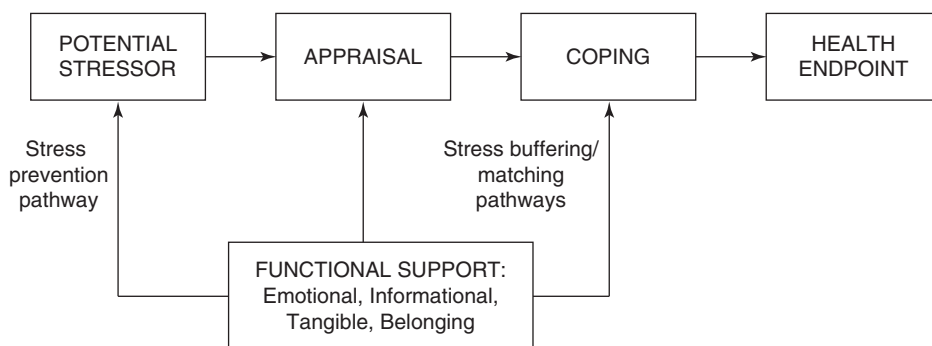 POTENTIAL
STRESSOR
APPRAISAL
COPING
HEALTH
ENDPOINT
Stress
prevention
pathway
Stress buffering/
matching
pathways
FUNCTIONAL SUPPORT:
Emotional, Informational,
Tangible, Belonging